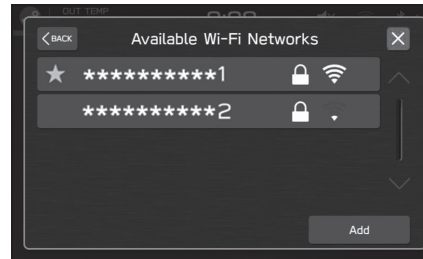 OUT TEMP
BACK
Available Wi-Fi Networks
**********1
**********2
Add